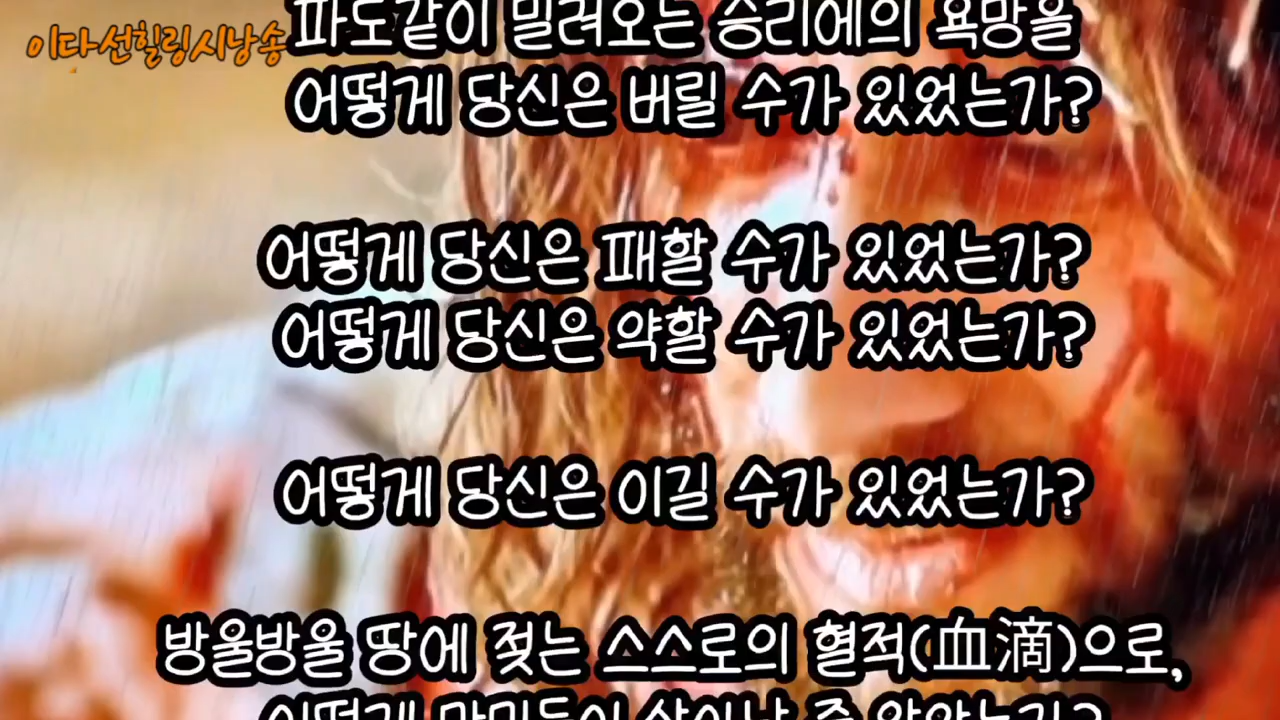 이다선힐링시낭송
파도같이 밀려오는 승리에의 욕망을
어떻게 당신은 버릴 수가 있었는가?
어떻게 당신은 패할 수가 있었는가?
어떻게 당신은 약할 수가 있었는가?
어떻게 당신은 이길 수가 있었는가?
방울방울 땅에 젖는 스스로의 혈적(血滴)으로,
어떻게